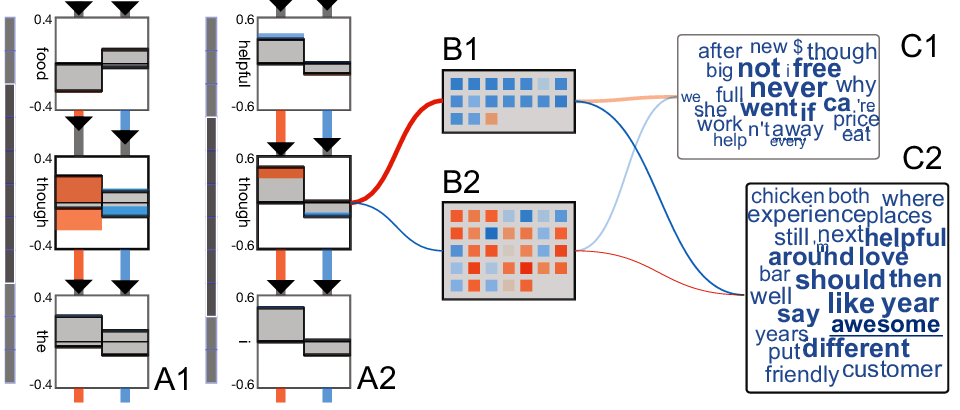 0.4
food
-0.4
0.4
though
-0.4
0.4
the
-0.4
A1
0.6
helpful
-0.6
0.6
though
-0.6
0.6
i
-0.6
A2
B1
B2
C1
after new $ though
big not i free
never why
we full
she went if ca 're
work n't away price
help every eat
C2
chicken both where
experience places
still 'm next helpful
around love
bar should then
well like year
say awesome
years
put different
friendly customer